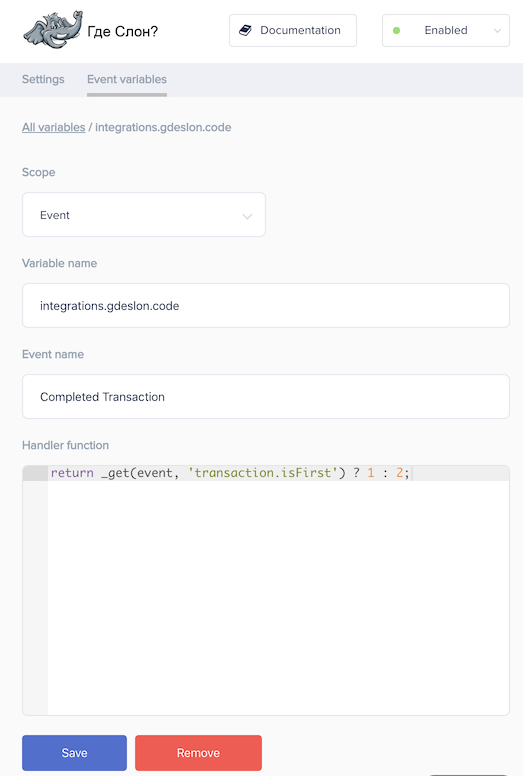 Где Слон?
Documentation
Enabled
Settings
Event variables
All variables / integrations.gdeslon.code
Scope
Event
Variable name
integrations.gdeslon.code
Event name
Completed Transaction
Handler function
return _get(event, 'transaction.isFirst') ? 1 : 2;
Save
Remove